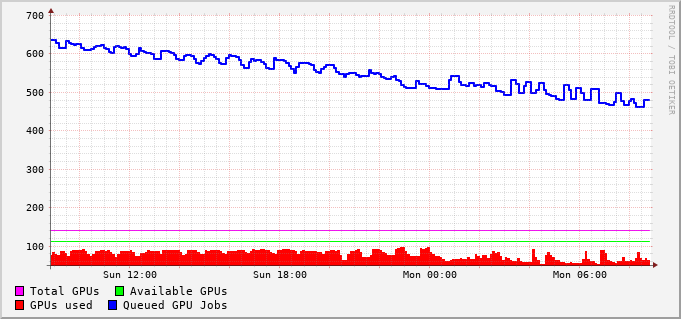 700
600
500
400
300
200
100
Sun 12:00 Sun 18:00 Mon 00:00 Mon 06:00
Total GPUs Available GPUs
GPUs used Queued GPU Jobs
RRDTOOL / TOBI OETIKER